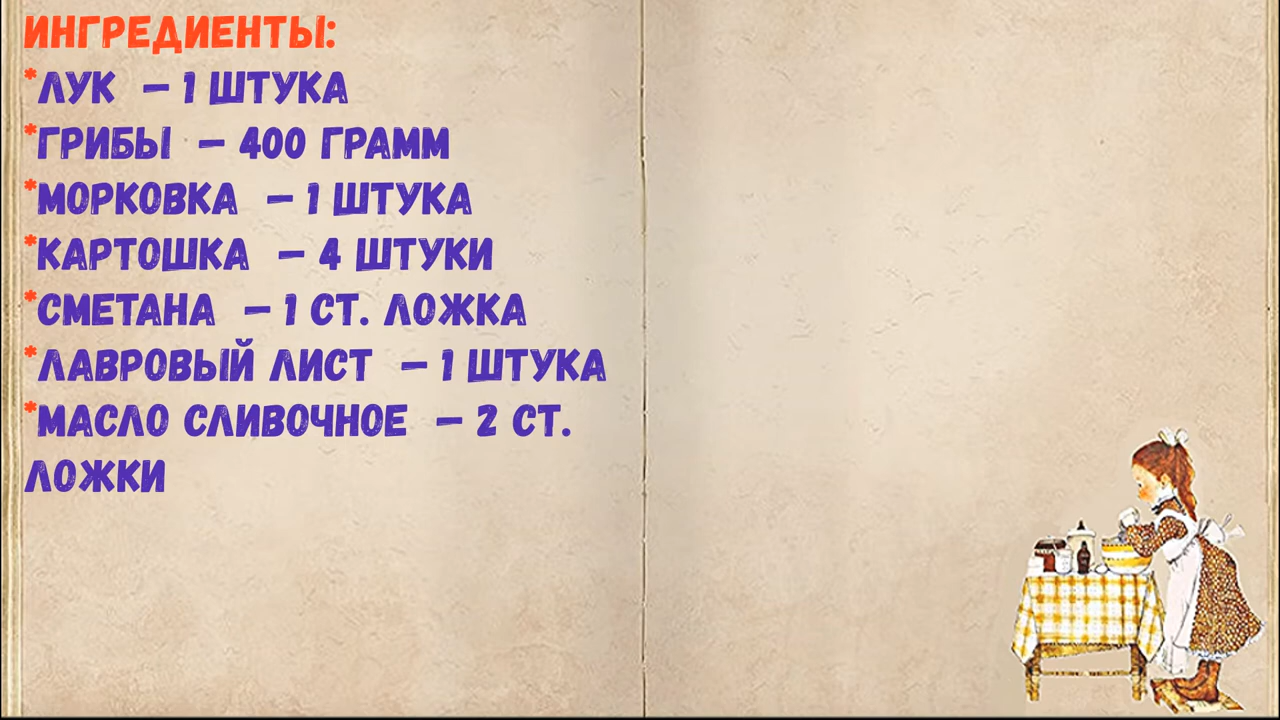 ИНГРЕДИЕНТЫ:
*ЛУК – 1 ШТУКА
*ГРИБЫ – 400 ГРАММ
*МОРКОВКА – 1 ШТУКА
*КАРТОШКА – 4 ШТУКИ
*СМЕТАНА – 1 СТ. ЛОЖКА
*ЛАВРОВЫЙ ЛИСТ – 1 ШТУКА
*МАСЛО СЛИВОЧНОЕ – 2 СТ.
ЛОЖКИ